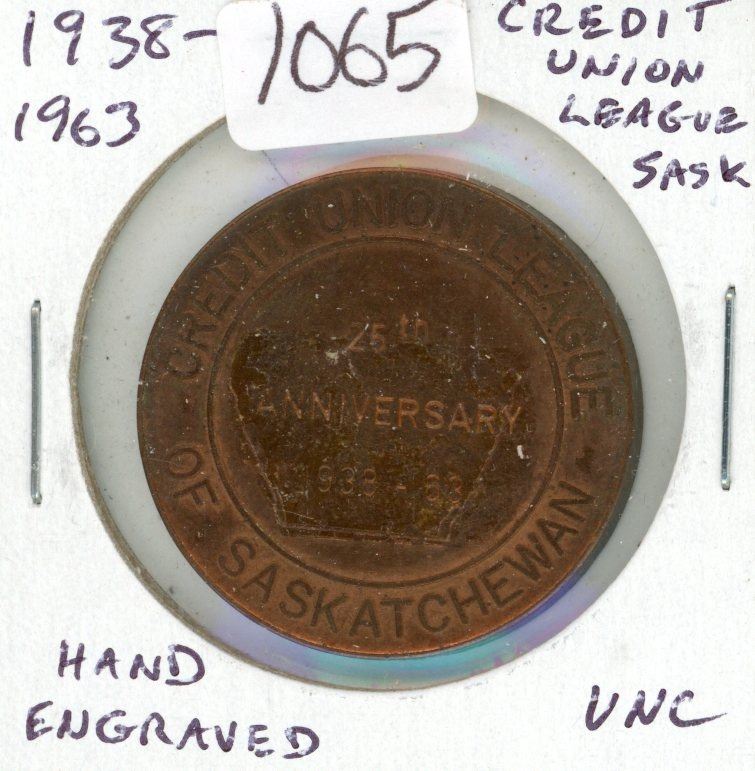 1938-
1963
1065
CREDIT
UNION
LEAGUE
SASK
CREDIT UNION LEAGUE
OF SASKATCHEWAN
25th
ANNIVERSARY
1938 - 63
HAND
ENGRAVED
UNC